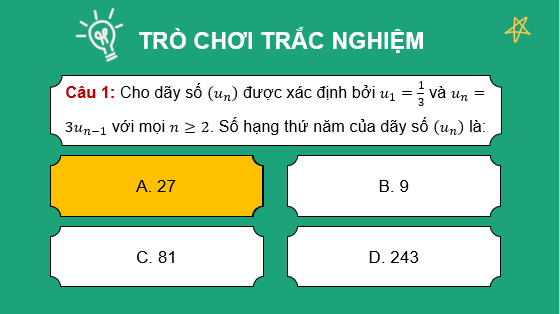 TRÒ CHƠI TRẮC NGHIỆM
Câu 1: Cho dãy số (uₙ) được xác định bởi u₁ = 1/3 và uₙ =
3uₙ₋₁ với mọi n ≥ 2. Số hạng thứ năm của dãy số (uₙ) là:
A. 27
B. 9
C. 81
D. 243